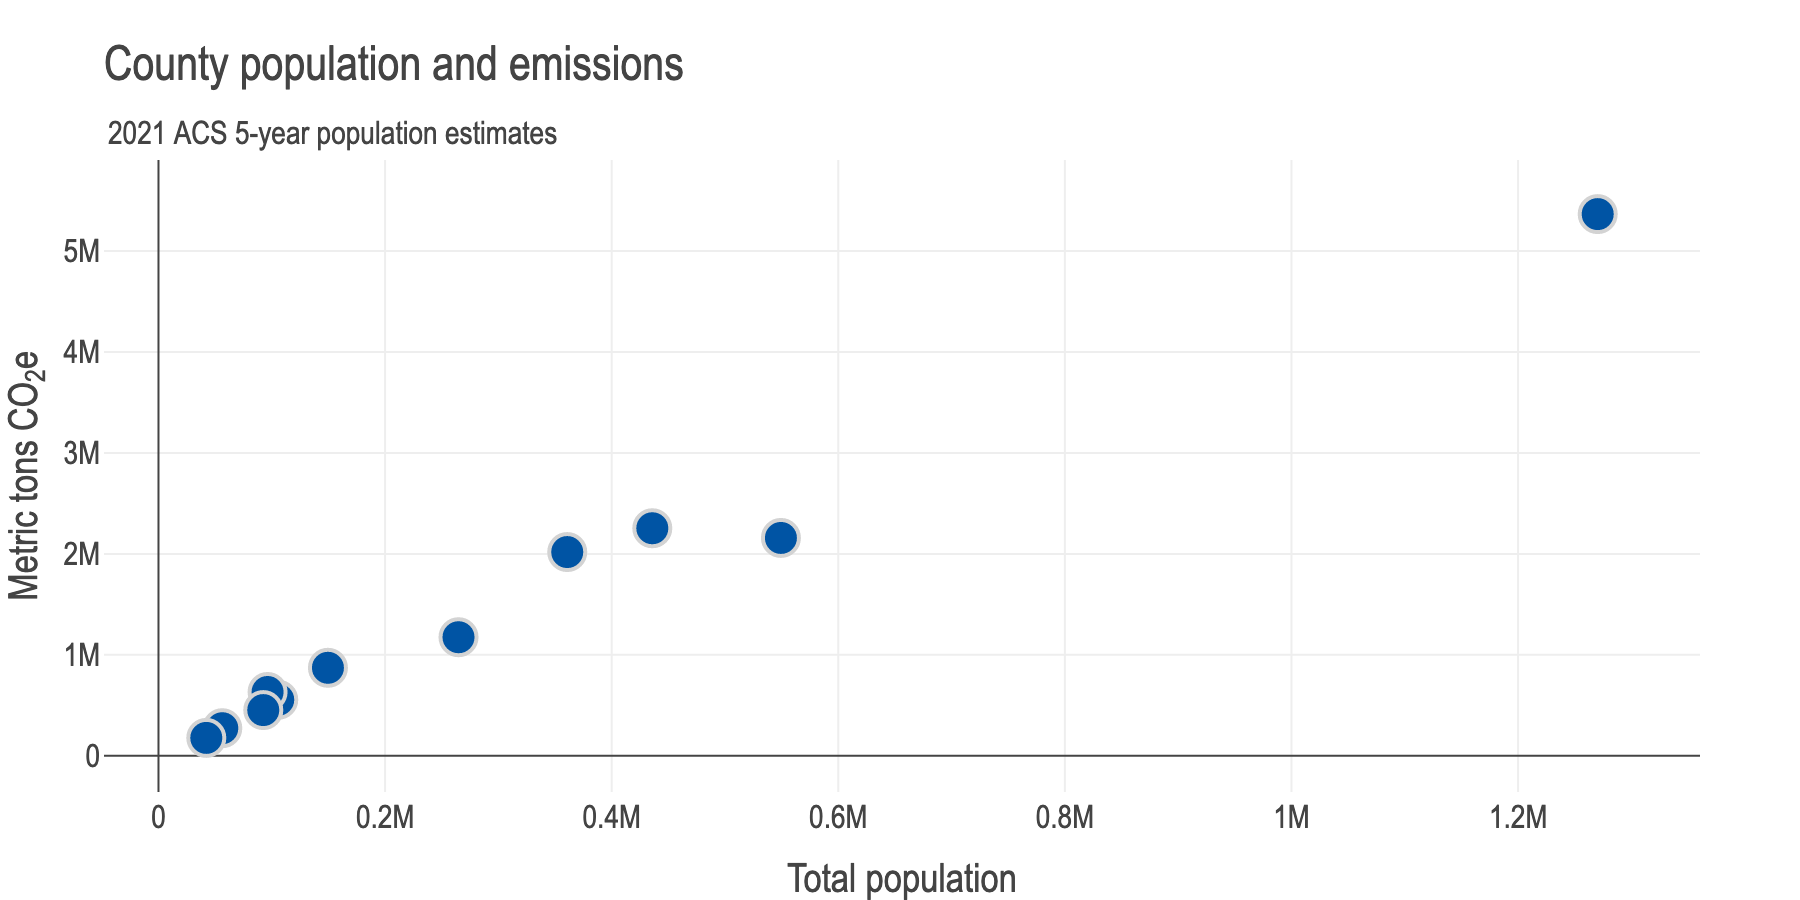 County population and emissions
2021 ACS 5-year population estimates
Metric tons CO₂e
5M
4M
3M
2M
1M
0
0 0.2M 0.4M 0.6M 0.8M 1M 1.2M
Total population